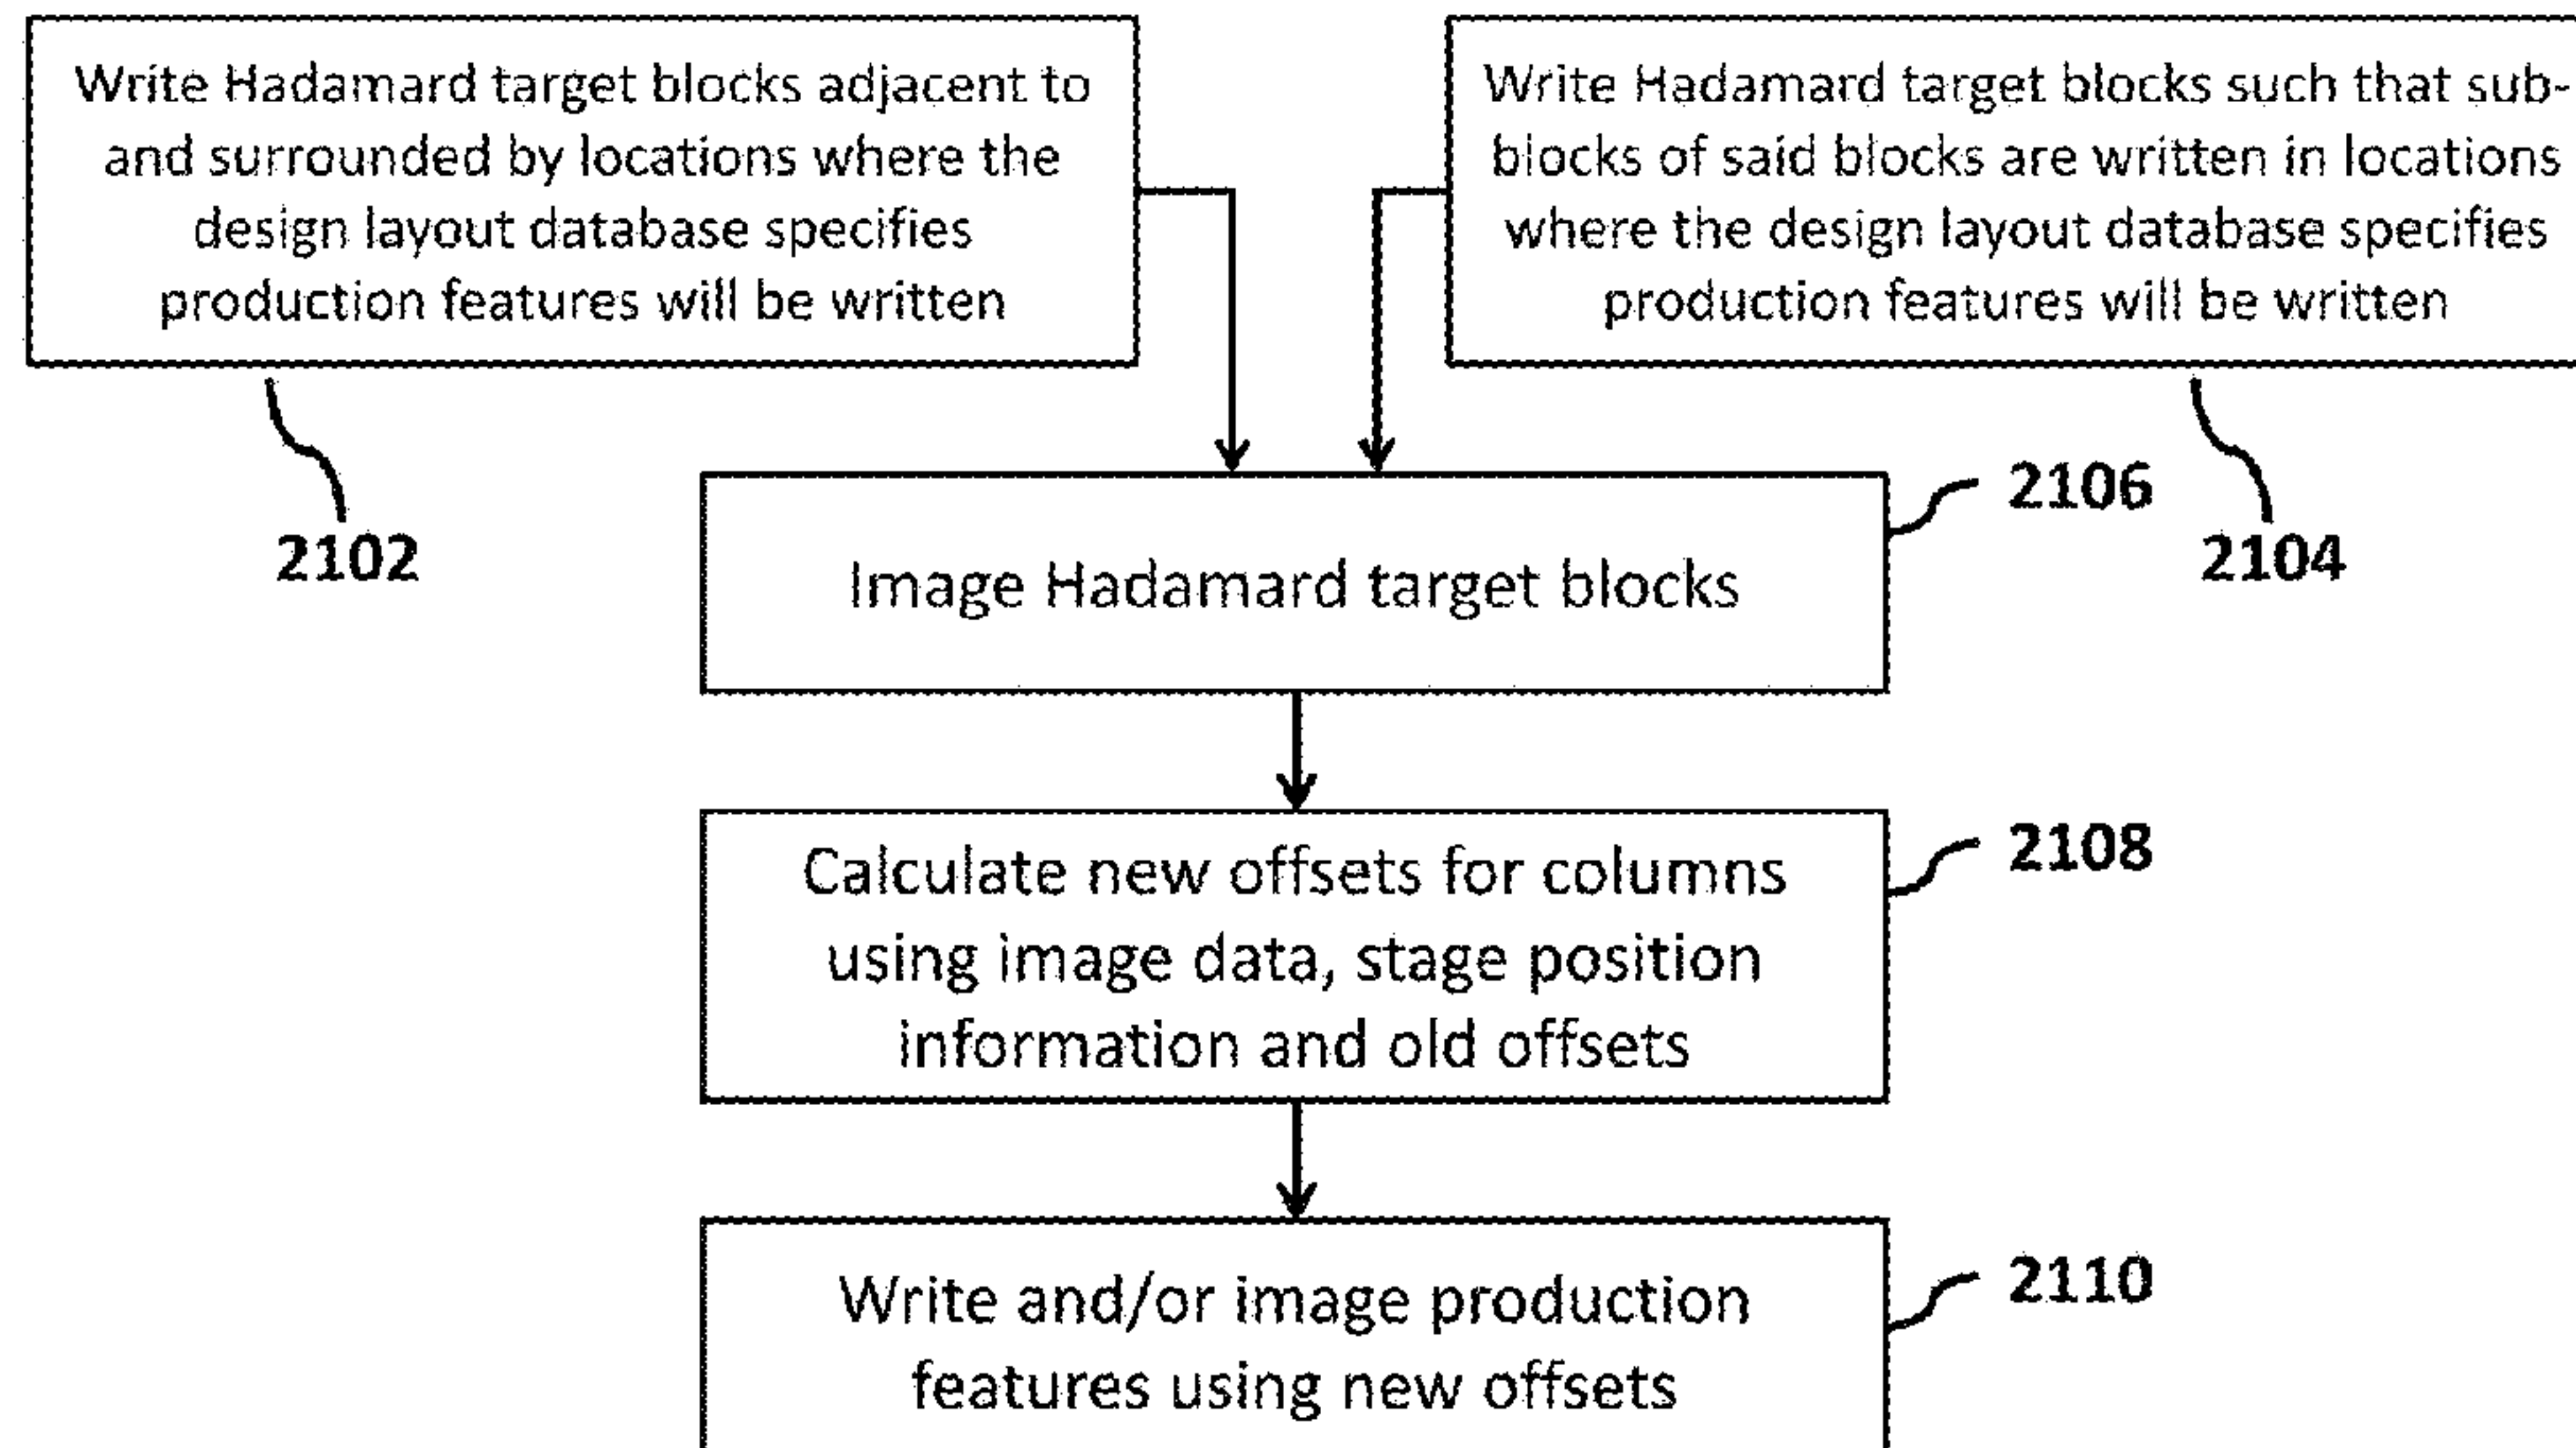 Write Hadamard target blocks adjacent to
and surrounded by locations where the
design layout database specifies
production features will be written
2102
Write Hadamard target blocks such that sub-
blocks of said blocks are written in locations
where the design layout database specifies
production features will be written
2104
Image Hadamard target blocks
2106
Calculate new offsets for columns
using image data, stage position
information and old offsets
2108
Write and/or image production
features using new offsets
2110